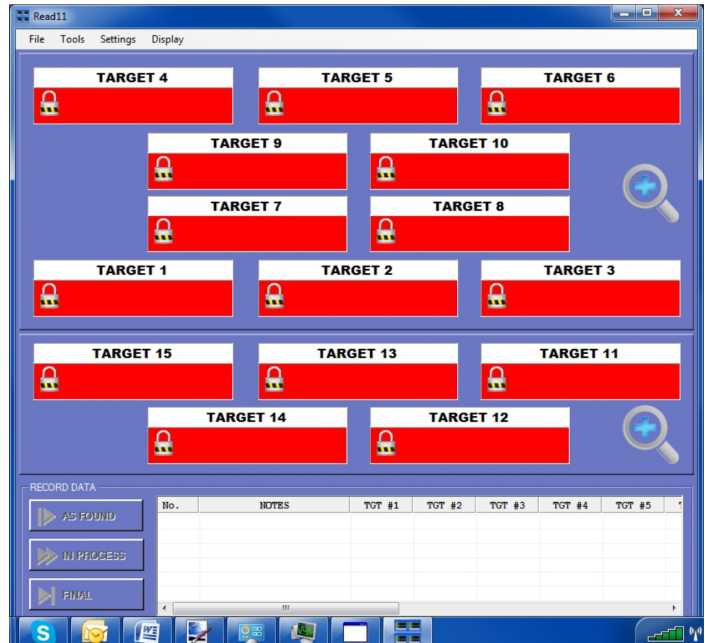 Read11
File Tools Settings Display
TARGET 4 TARGET 5 TARGET 6
TARGET 9 TARGET 10
TARGET 7 TARGET 8
TARGET 1 TARGET 2 TARGET 3
TARGET 15 TARGET 13 TARGET 11
TARGET 14 TARGET 12
RECORD DATA
No. NOTES TGT #1 TGT #2 TGT #3 TGT #4 TGT #5
AS FOUND
IN PROCESS
FINAL